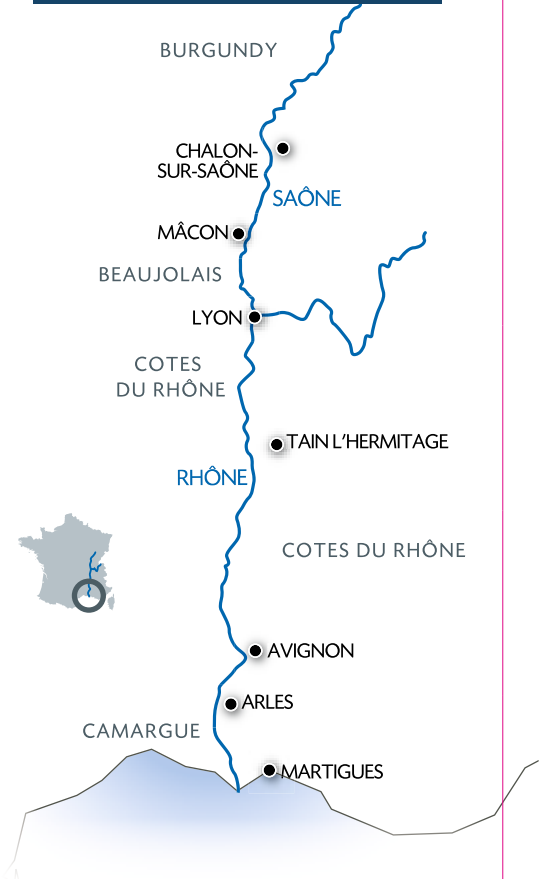 BURGUNDY
CHALON-
SUR-SAÔNE
SAÔNE
MÂCON
BEAUJOLAIS
LYON
COTES
DU RHÔNE
TAIN L'HERMITAGE
RHÔNE
COTES DU RHÔNE
AVIGNON
ARLES
CAMARGUE
MARTIGUES